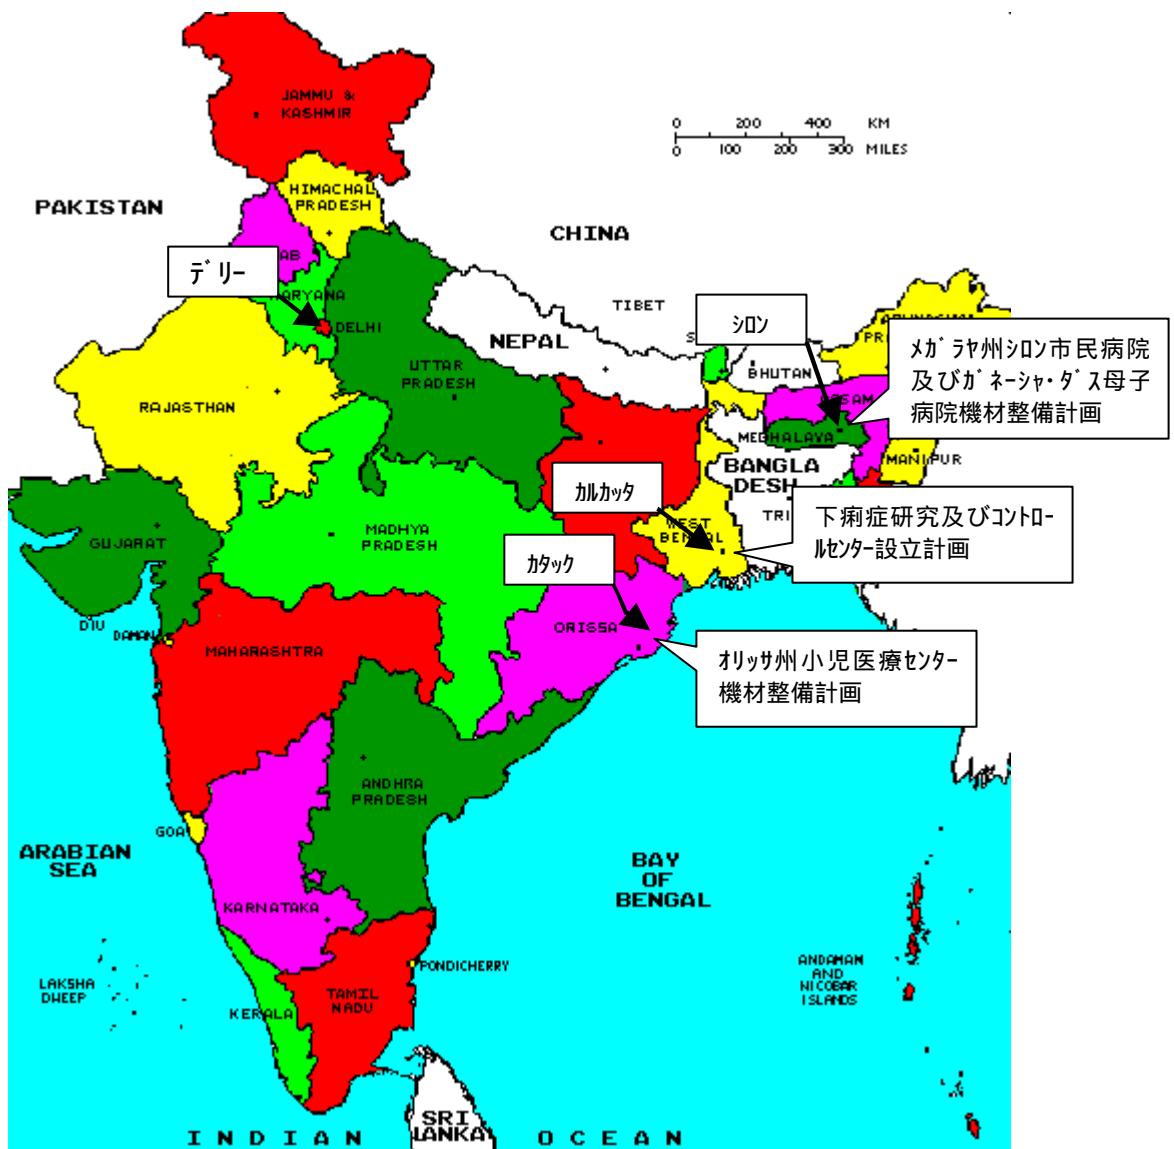 JAMMU &
KASHMIR
0 200 400 KM
0 100 200 300 MILES
HIMACHAL
PRADESH
PAKISTAN
CHINA
デリー
AB
HARYANA
DELHI
TIBET
シロン
NEPAL
BHUTAN
メガラヤ州シロン市民病院
及びガネーシャ・ダス母子
病院機材整備計画
UTTAR
PRADESH
RAJASTHAN
SAM
MEGHALAYA
MANIPUR
BANGLA
DESH
カルカッタ
TRI
下痢症研究及びコントロー
ルセンター設立計画
WEST
BENGAL
MADHYA
PRADESH
GUJARAT
カタック
DIU
DAMAN
ORISSA
MAHARASHTRA
オリッサ州小児医療センター
機材整備計画
ANDHRA
PRADESH
GOA
ARABIAN
SEA
BAY
OF
BENGAL
KARNATAKA
PONDICHERRY
LAKSHA
DWEEP
ANDAMAN
AND
NICOBAR
ISLANDS
TAMIL
NADU
KERALA
SRI
LANKA
INDIAN OCEAN